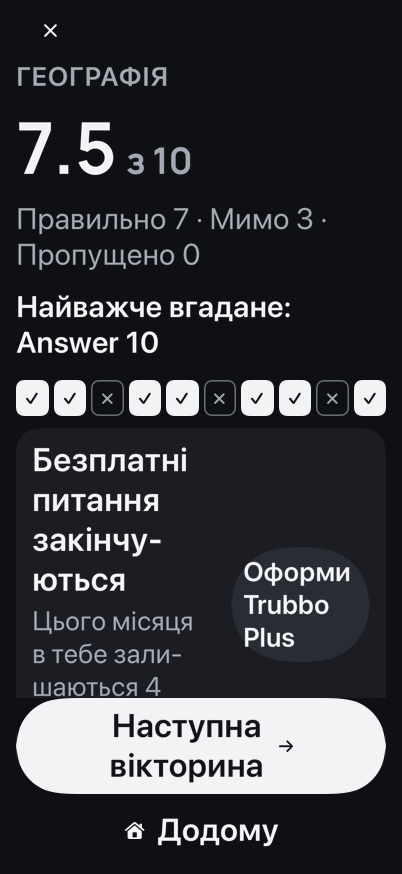 ГЕОГРАФІЯ
7.5 з 10
Правильно 7 · Мимо 3 ·
Пропущено 0
Найважче вгадане:
Answer 10
Безплатні
питання
закінчу-
ються
Цього місяця
в тебе зали-
шаються 4
Оформи
Trubbo
Plus
Наступна
вікторина →
Додому